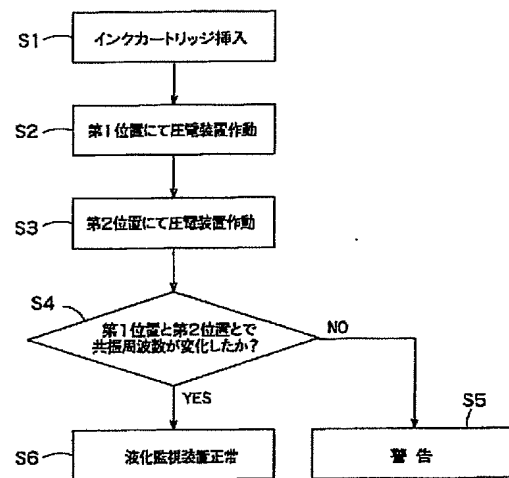 S1
インクカートリッジ挿入
S2
第1位置にて圧電装置作動
S3
第2位置にて圧電装置作動
S4
第1位置と第2位置とで
共振周波数が変化したか?
NO
YES
S5
警告
S6
液化監視装置正常